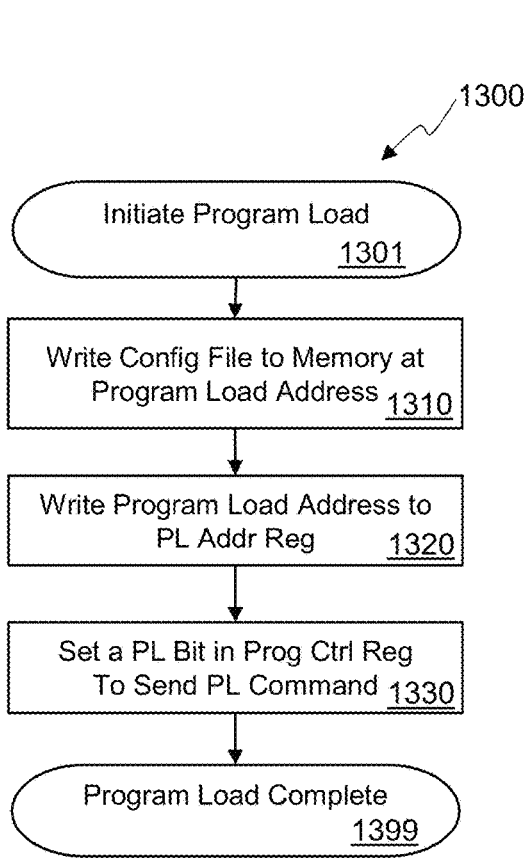 1300
Initiate Program Load
1301
Write Config File to Memory at
Program Load Address
1310
Write Program Load Address to
PL Addr Reg
1320
Set a PL Bit in Prog Ctrl Reg
To Send PL Command
1330
Program Load Complete
1399